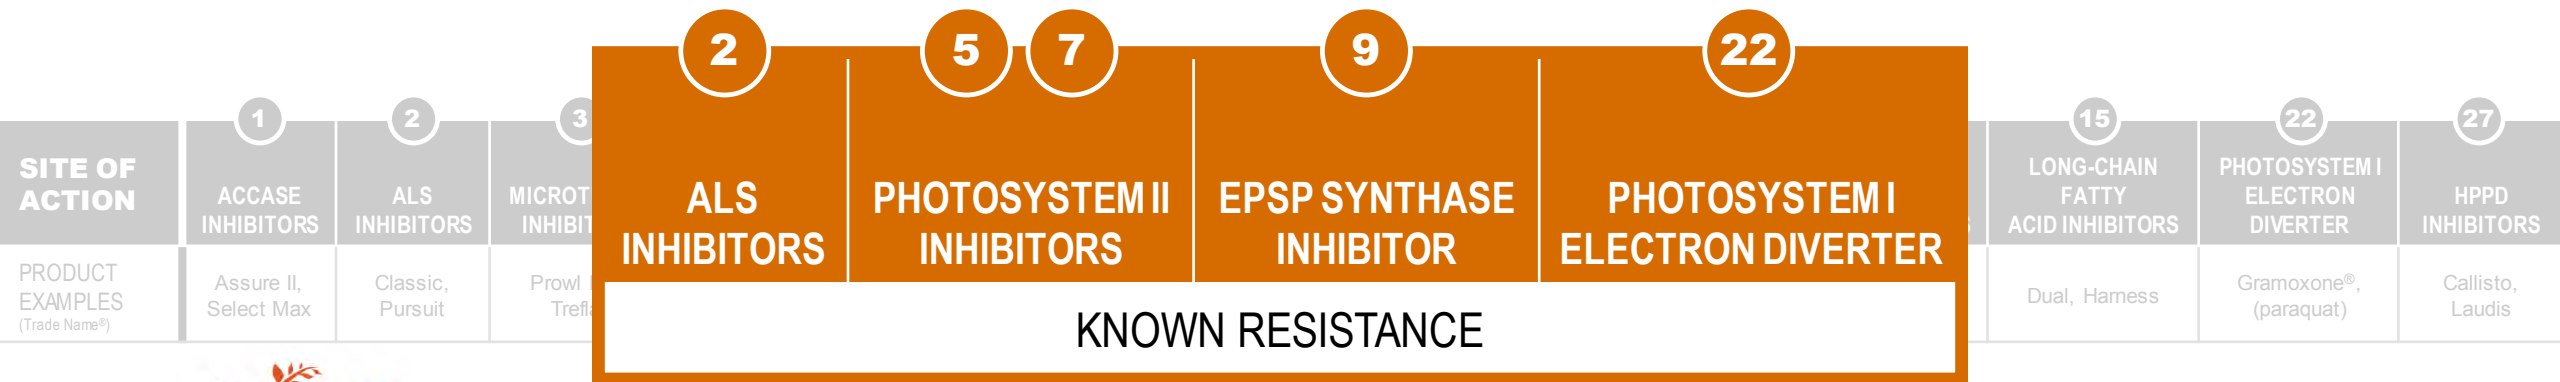 2
5
7
9
22
ALS
INHIBITORS
PHOTOSYSTEM II
INHIBITORS
EPSP SYNTHASE
INHIBITOR
PHOTOSYSTEM I
ELECTRON DIVERTER
KNOWN RESISTANCE
SITE OF
ACTION
1
ACCASE
INHIBITORS
2
ALS
INHIBITORS
3
15
LONG-CHAIN
FATTY
ACID INHIBITORS
22
PHOTOSYSTEM I
ELECTRON
DIVERTER
27
HPPD
INHIBITORS
PRODUCT
EXAMPLES
(Trade Name®)
Assure II,
Select Max
Classic,
Pursuit
Prowl
Dual, Harness
Gramoxone®,
(paraquat)
Callisto,
Laudis